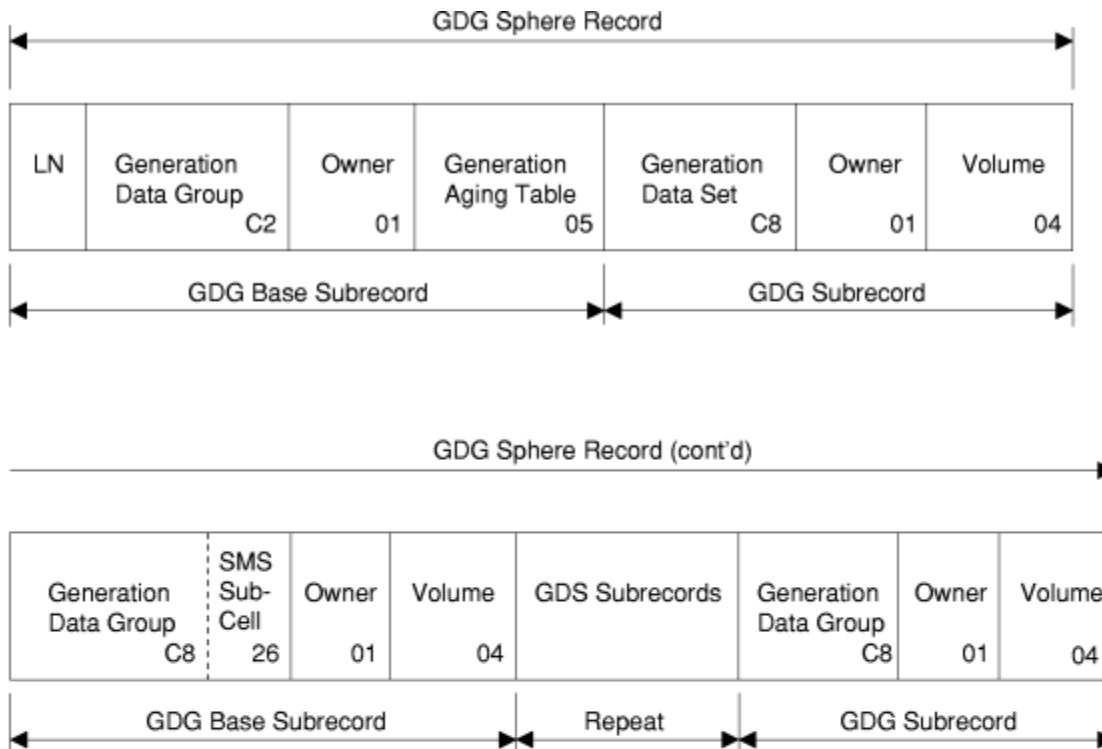 GDG Sphere Record
LN
Generation
Data Group
C2
Owner
01
Generation
Aging Table
05
Generation
Data Set
C8
Owner
01
Volume
04
GDG Base Subrecord
GDG Subrecord
GDG Sphere Record (cont'd)
Generation
Data Group
C8
SMS
Sub-
Cell
26
Owner
01
Volume
04
GDS Subrecords
Generation
Data Group
C8
Owner
01
Volume
04
GDG Base Subrecord
Repeat
GDG Subrecord